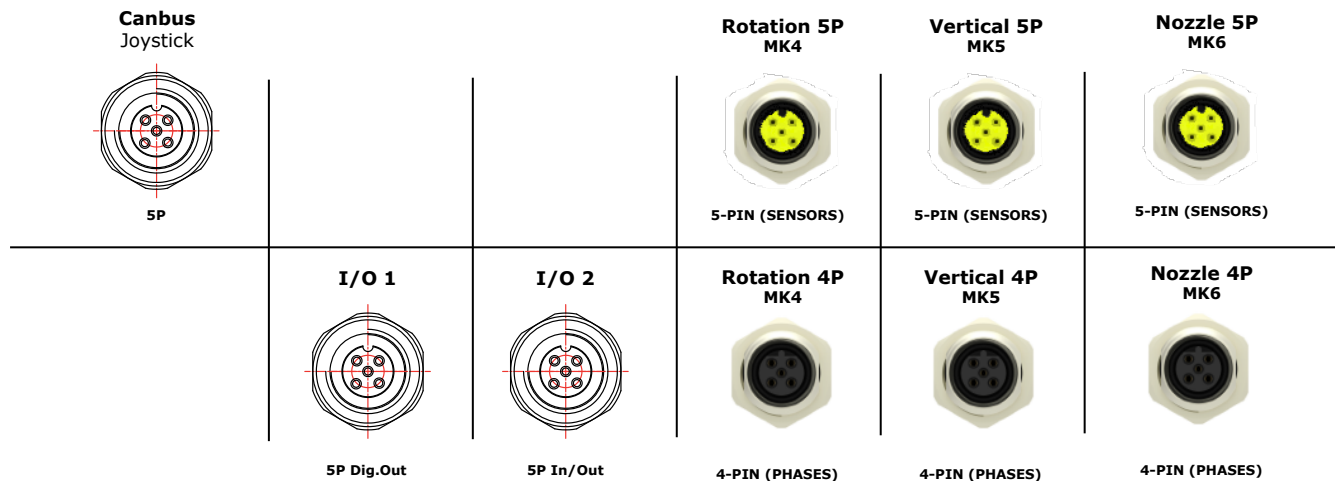 Canbus
Joystick
5P
Rotation 5P
MK4
5-PIN (SENSORS)
Vertical 5P
MK5
5-PIN (SENSORS)
Nozzle 5P
MK6
5-PIN (SENSORS)
I/O 1
5P Dig.Out
I/O 2
5P In/Out
Rotation 4P
MK4
4-PIN (PHASES)
Vertical 4P
MK5
4-PIN (PHASES)
Nozzle 4P
MK6
4-PIN (PHASES)